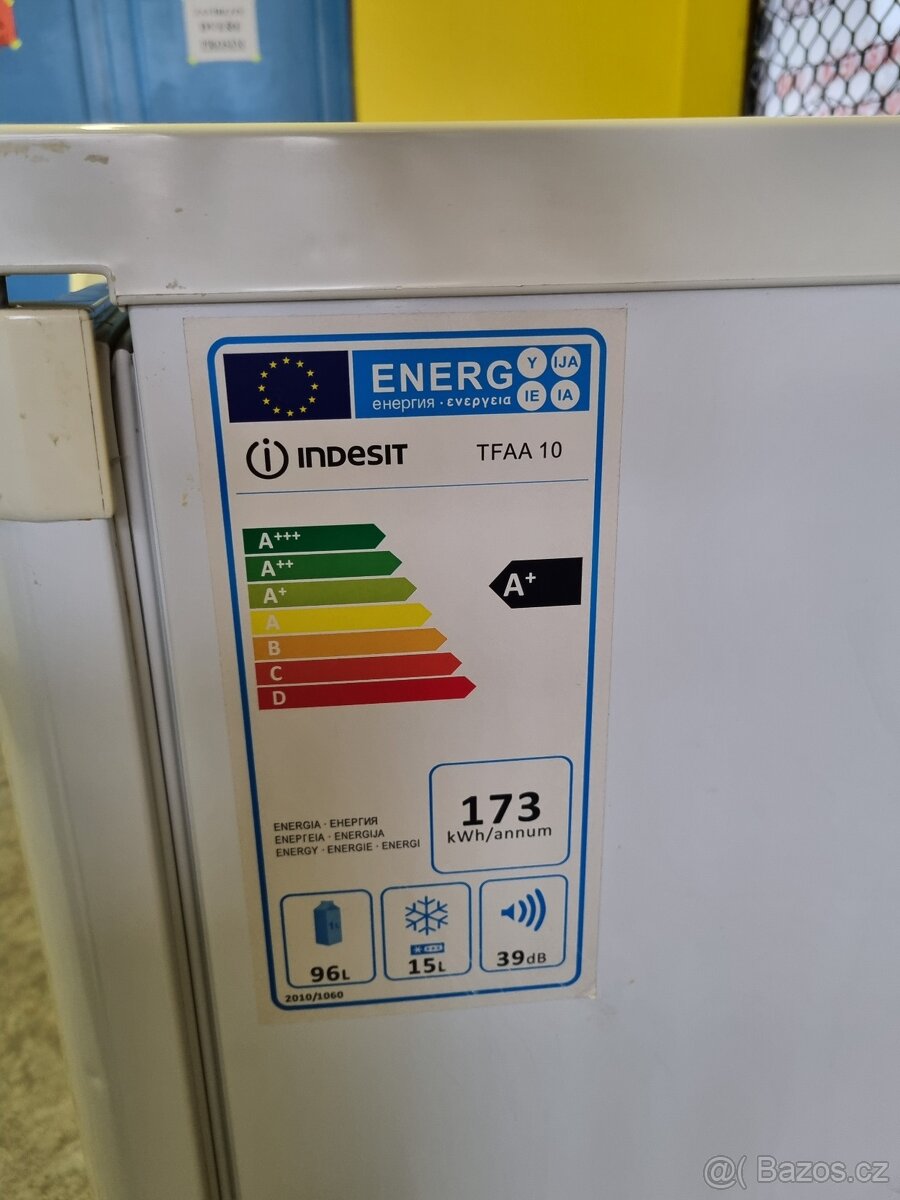 ENERG Y IJA
енергия · ενεργεια IE IA
INDESIT TFAA 10
A+++
A++
A+
A+
A
B
C
D
173
kWh/annum
ENERGIA · ЕНЕРГИЯ
ΕΝΕΡΓΕΙΑ · ENERGIJA
ENERGY · ENERGIE · ENERGI
96L
15L
39dB
2010/1060
@( Bazos.cz